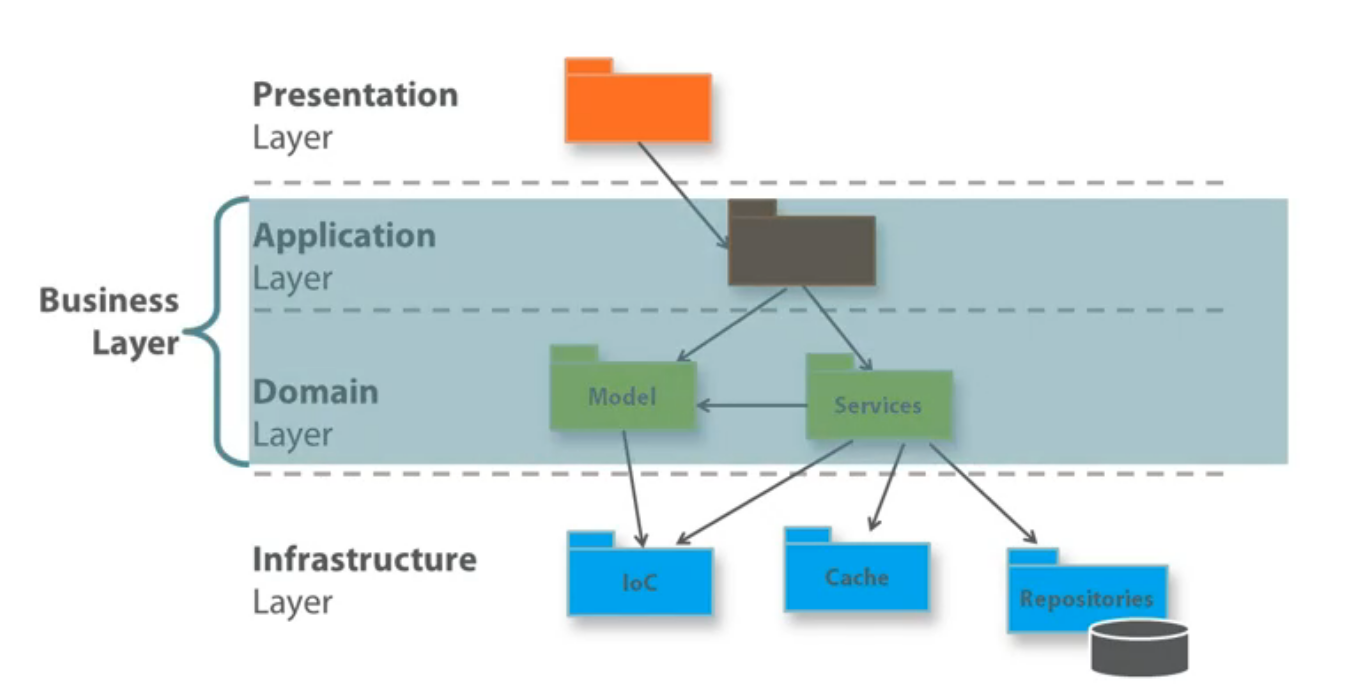 Presentation
Layer
Application
Layer
Business
Layer
Domain
Layer
Model
Services
Infrastructure
Layer
IoC
Cache
Repositories